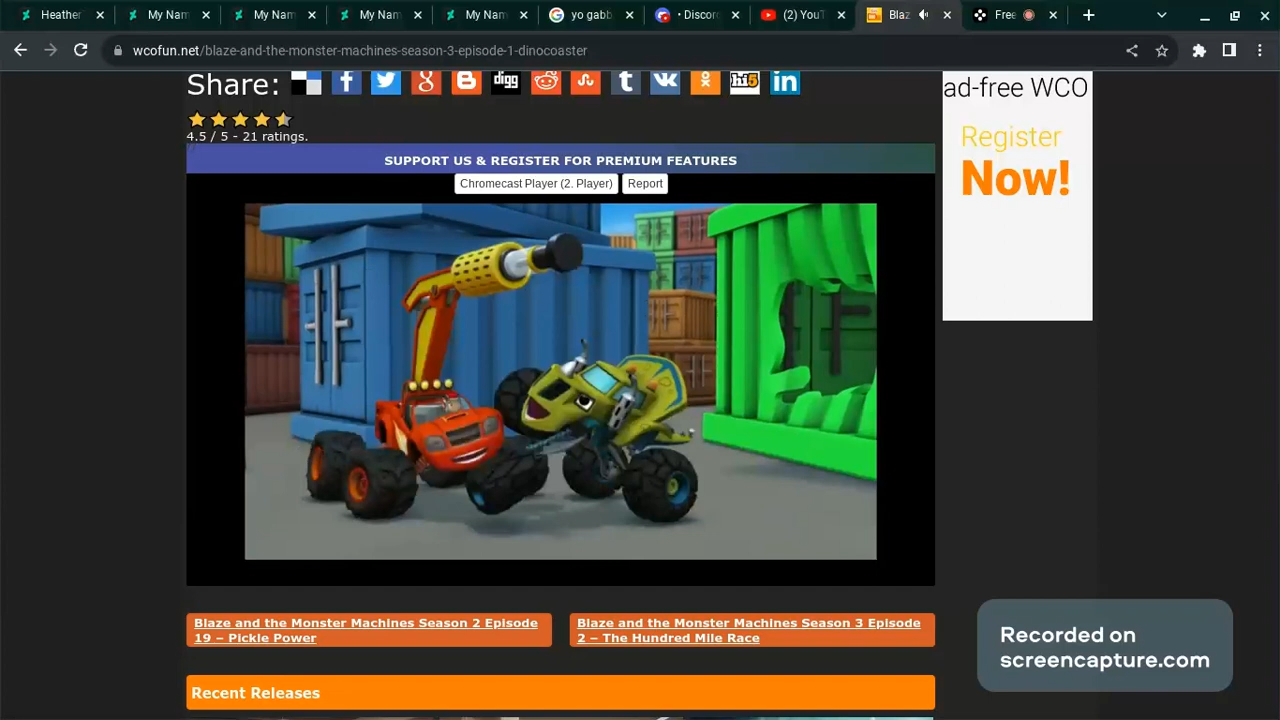 Heather
My Nam
My Nam
My Nam
My Nam
yo gabb
• Discor
(2) YouT
Blaz
Free
wcofun.net/blaze-and-the-monster-machines-season-3-episode-1-dinocoaster
Share:
digg
hi5
in
4.5 / 5 - 21 ratings.
ad-free WCO
Register
Now!
SUPPORT US & REGISTER FOR PREMIUM FEATURES
Chromecast Player (2. Player)
Report
Blaze and the Monster Machines Season 2 Episode
19 – Pickle Power
Blaze and the Monster Machines Season 3 Episode
2 – The Hundred Mile Race
Recorded on
screencapture.com
Recent Releases